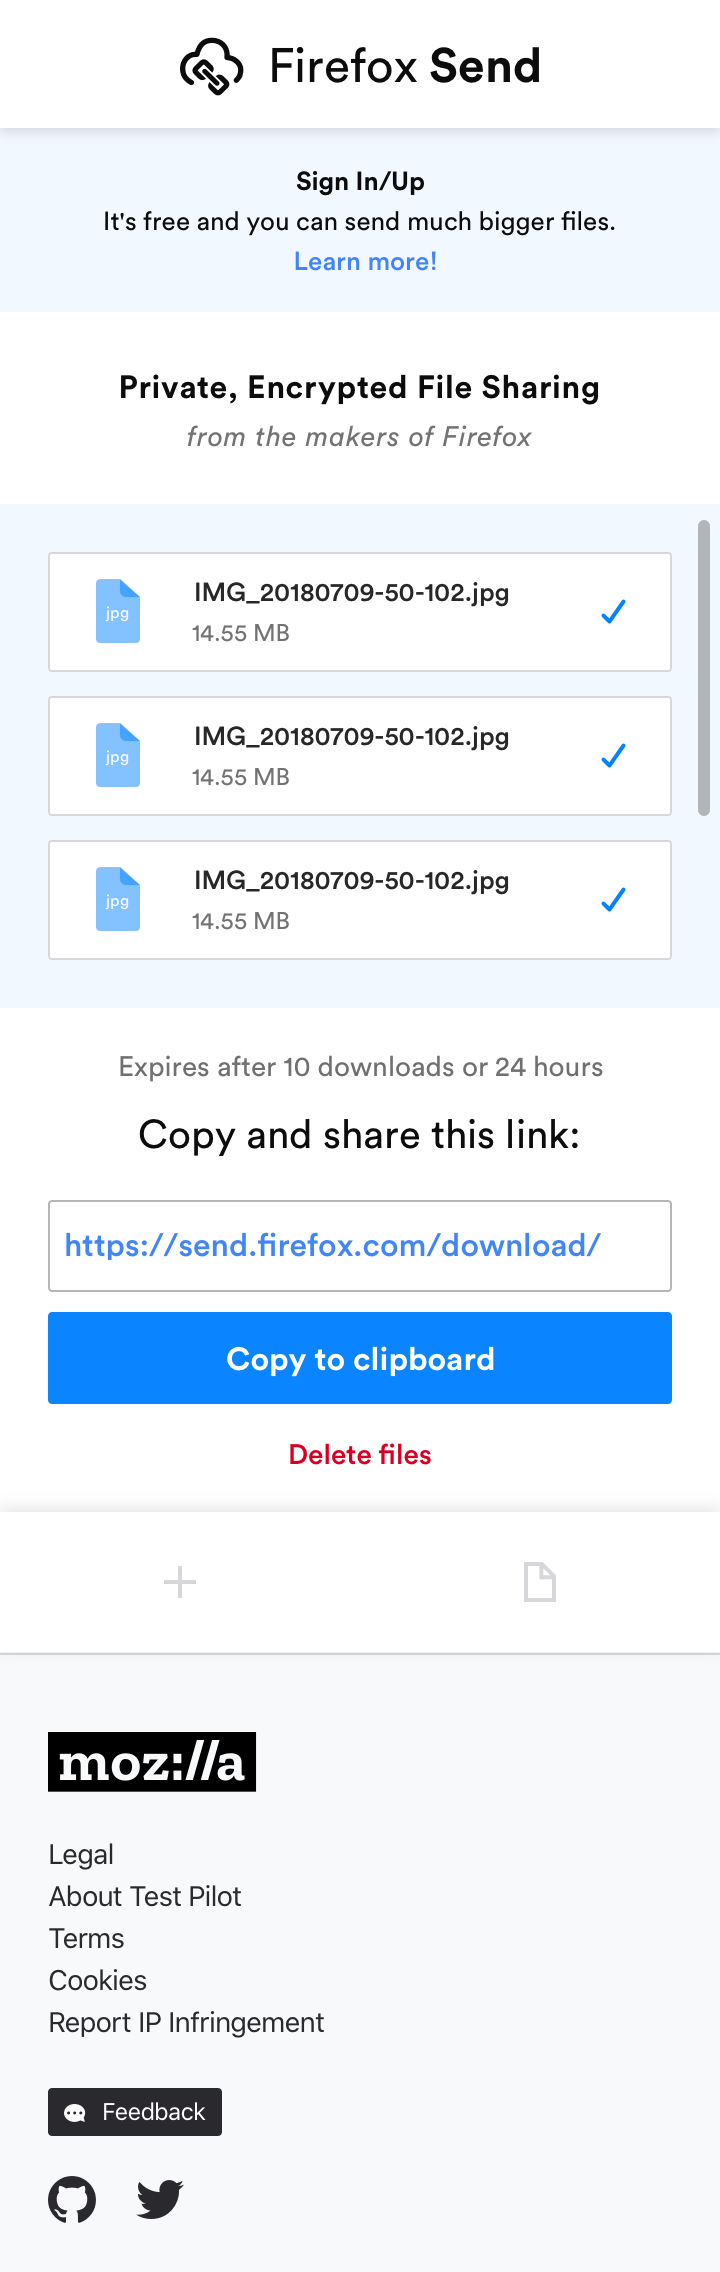 Firefox Send
Sign In/Up
It's free and you can send much bigger files.
Learn more!
Private, Encrypted File Sharing
from the makers of Firefox
jpg
IMG_20180709-50-102.jpg
14.55 MB
jpg
IMG_20180709-50-102.jpg
14.55 MB
jpg
IMG_20180709-50-102.jpg
14.55 MB
Expires after 10 downloads or 24 hours
Copy and share this link:
https://send.firefox.com/download/
Copy to clipboard
Delete files
moz://a
Legal
About Test Pilot
Terms
Cookies
Report IP Infringement
Feedback